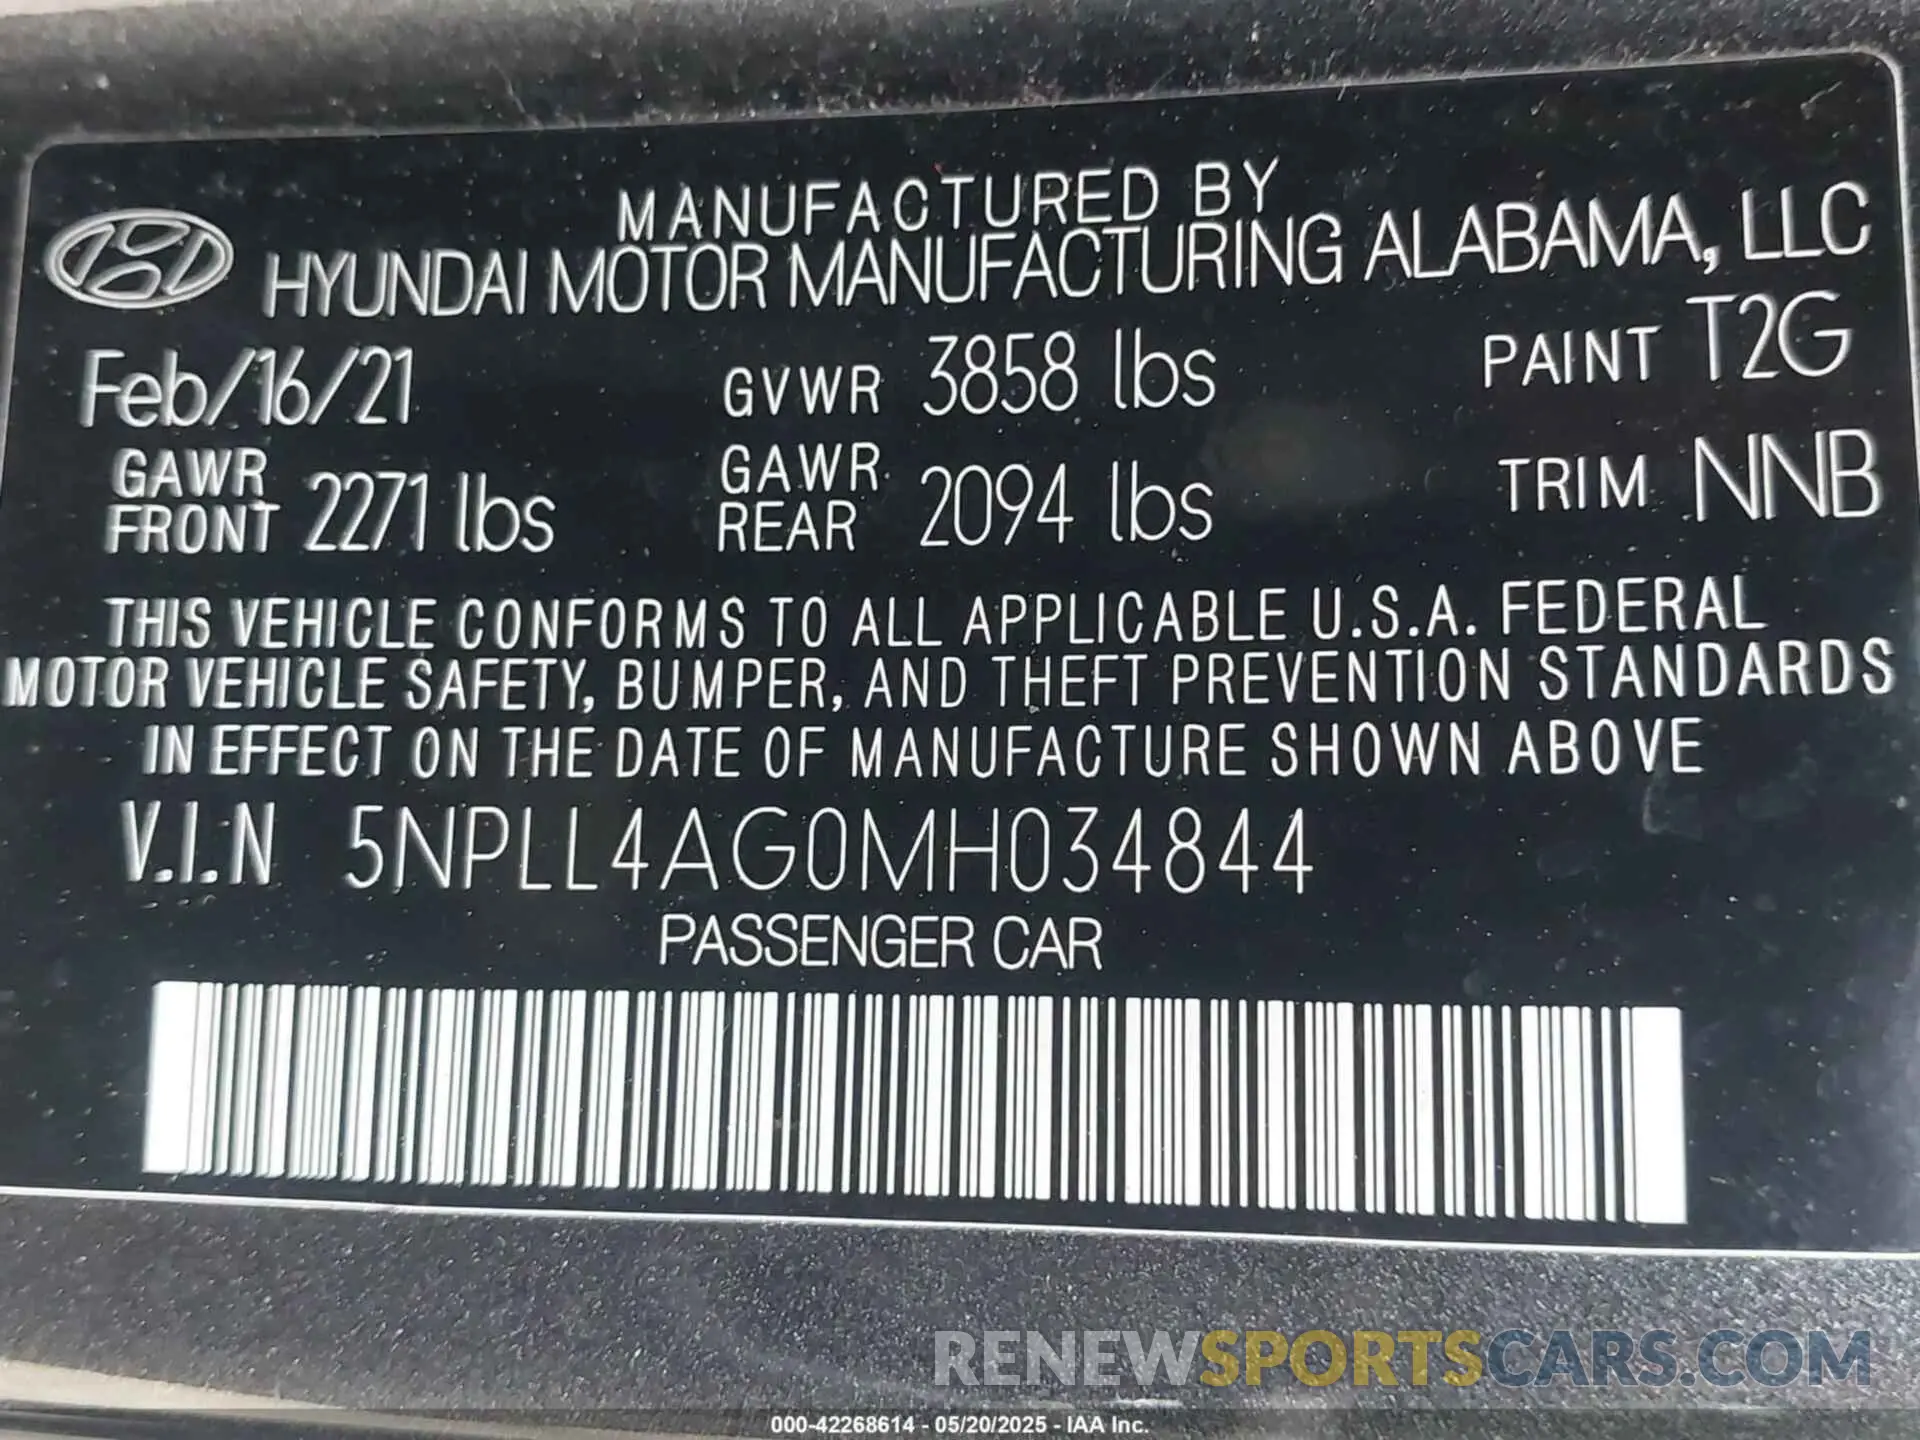 MANUFACTURED BY
HYUNDAI MOTOR MANUFACTURING ALABAMA, LLC
Feb/16/21 GVWR 3858 lbs PAINT T2G
GAWR FRONT 2271 lbs GAWR REAR 2094 lbs TRIM NNB
THIS VEHICLE CONFORMS TO ALL APPLICABLE U.S.A. FEDERAL
MOTOR VEHICLE SAFETY, BUMPER, AND THEFT PREVENTION STANDARDS
IN EFFECT ON THE DATE OF MANUFACTURE SHOWN ABOVE
V.I.N 5NPLL4AG0MH034844
PASSENGER CAR
RENEWSPORTSCARS.COM
000-42268614 - 05/20/2025 - IAA Inc.